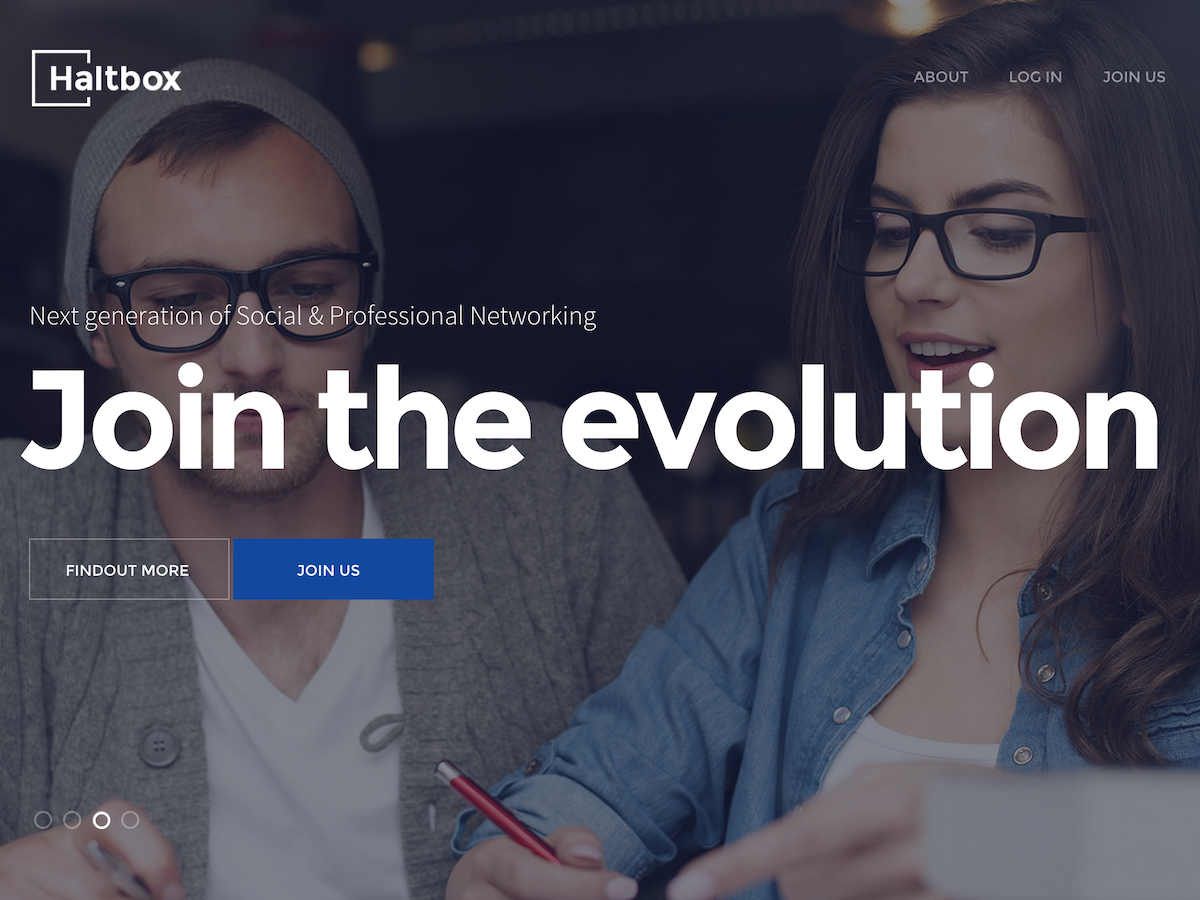 Haltbox
ABOUT LOG IN JOIN US
Next generation of Social & Professional Networking
Join the evolution
FINDOUT MORE JOIN US